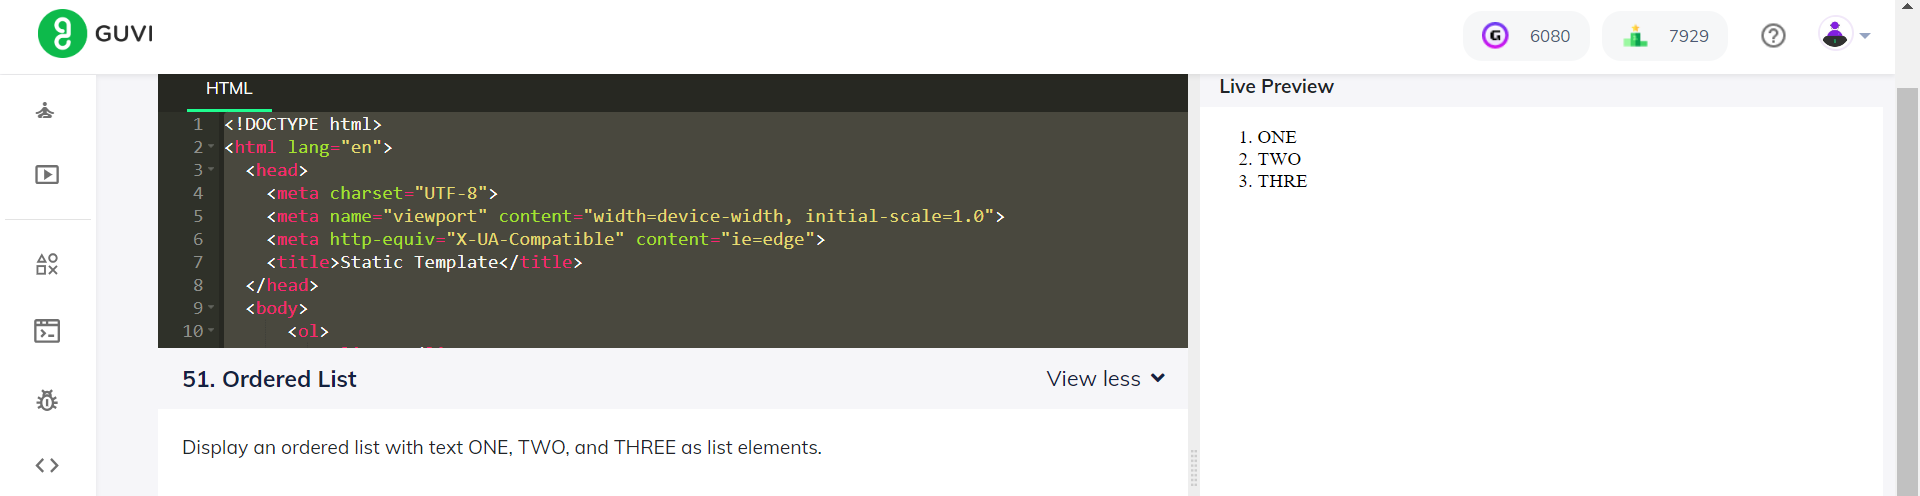 GUVI
6080
7929
HTML
1 <!DOCTYPE html>
2 <html lang="en">
3 <head>
4 <meta charset="UTF-8">
5 <meta name="viewport" content="width=device-width, initial-scale=1.0">
6 <meta http-equiv="X-UA-Compatible" content="ie=edge">
7 <title>Static Template</title>
8 </head>
9 <body>
10 <ol>
51. Ordered List
View less
Display an ordered list with text ONE, TWO, and THREE as list elements.
Live Preview
1. ONE
2. TWO
3. THRE